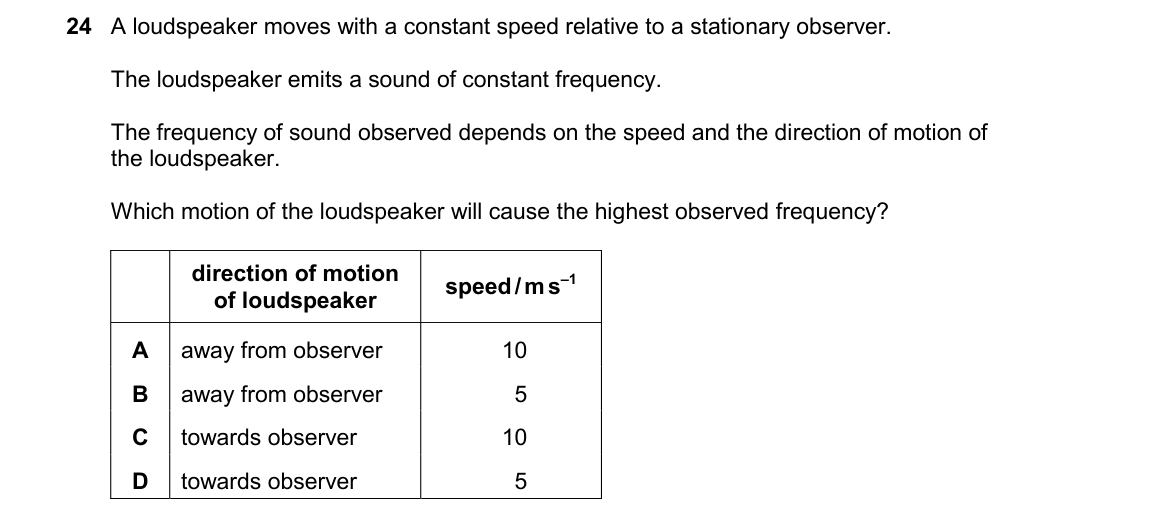 24 A loudspeaker moves with a constant speed relative to a stationary observer.
The loudspeaker emits a sound of constant frequency.
The frequency of sound observed depends on the speed and the direction of motion of
the loudspeaker.
Which motion of the loudspeaker will cause the highest observed frequency?
direction of motion
of loudspeaker
speed / m s⁻¹
A away from observer 10
B away from observer 5
C towards observer 10
D towards observer 5